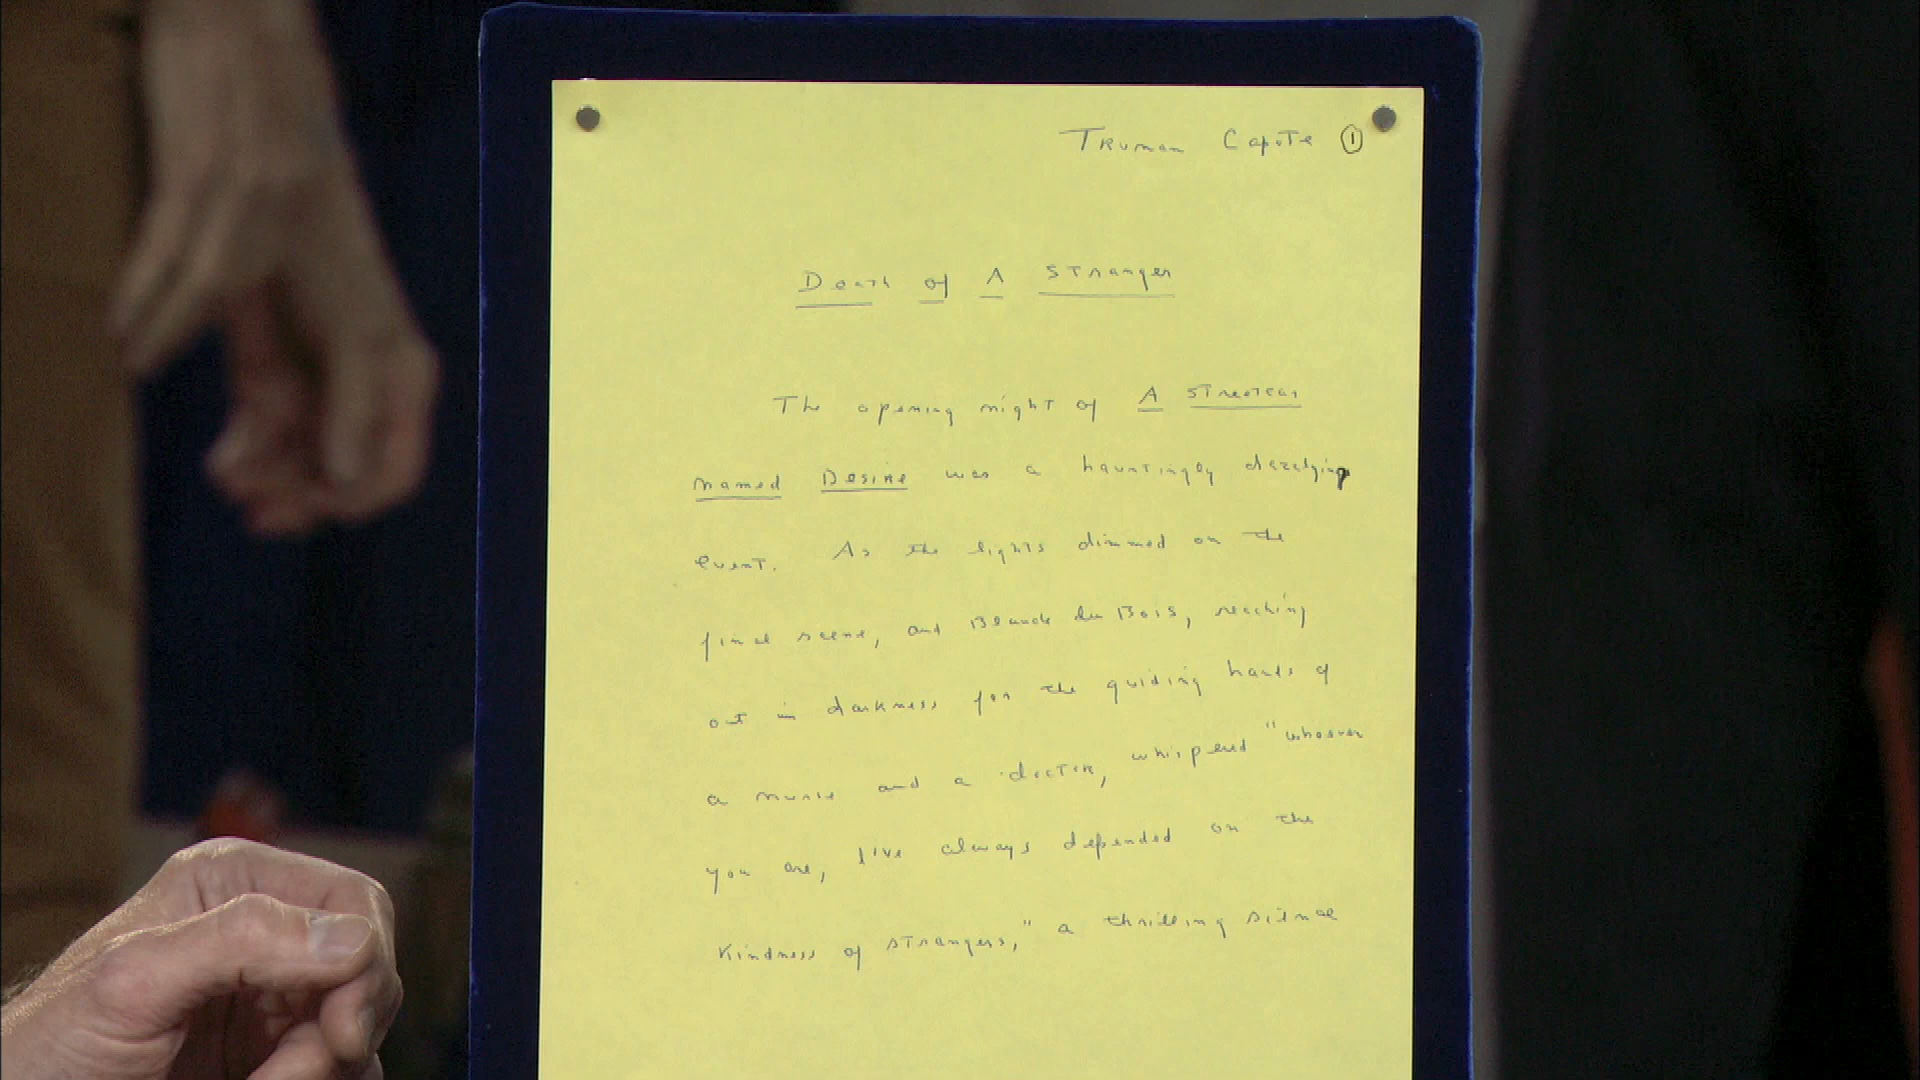 Truman Capote ①
Death of A Stranger
The opening night of A Streetcar
Named Desire was a hauntingly dazzling
event. As the lights dimmed on the
final scene, and Blanche du Bois, reaching
out in darkness for the guiding hands of
a nurse and a doctor, whispered "whoever
you are, I've always depended on the
kindness of strangers," a thrilling silence